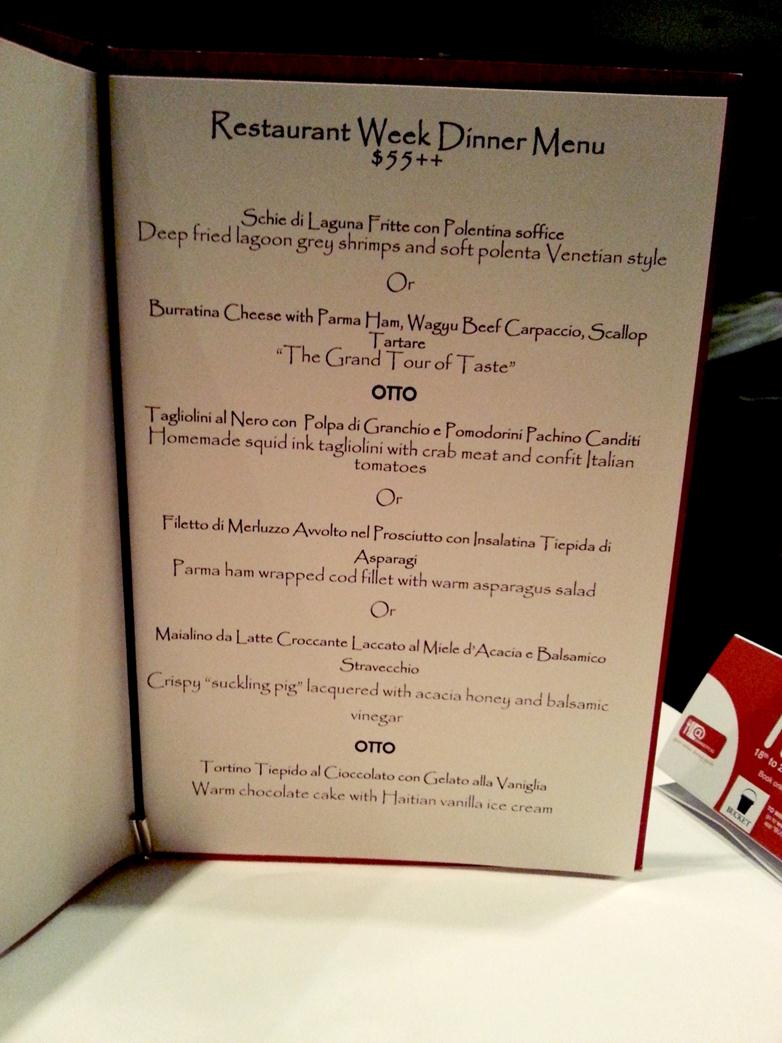 Restaurant Week Dinner Menu
$55++
Schie di Laguna Fritte con Polentina soffice
Deep fried lagoon grey shrimps and soft polenta Venetian style
Or
Burratina Cheese with Parma Ham, Wagyu Beef Carpaccio, Scallop
Tartare
"The Grand Tour of Taste"
OTTO
Tagliolini al Nero con Polpa di Granchio e Pomodorini Pachino Canditi
Homemade squid ink tagliolini with crab meat and confit Italian
tomatoes
Or
Filetto di Merluzzo Avvolto nel Prosciutto con Insalatina Tiepida di
Asparagi
Parma ham wrapped cod fillet with warm asparagus salad
Or
Maialino da Latte Croccante Laccato al Miele d'Acacia e Balsamico
Stravecchio
Crispy "suckling pig" lacquered with acacia honey and balsamic
vinegar
OTTO
Tortino Tiepido al Cioccolato con Gelato alla Vaniglia
Warm chocolate cake with Haitian vanilla ice cream
18th to 2
Book
BUCKET